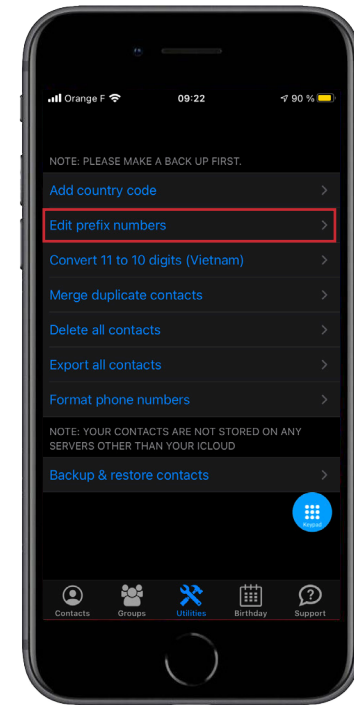 Orange F 09:22 90 %
NOTE: PLEASE MAKE A BACK UP FIRST.
Add country code
Edit prefix numbers
Convert 11 to 10 digits (Vietnam)
Merge duplicate contacts
Delete all contacts
Export all contacts
Format phone numbers
NOTE: YOUR CONTACTS ARE NOT STORED ON ANY
SERVERS OTHER THAN YOUR ICLOUD
Backup & restore contacts
Keypad
Contacts Groups Utilities Birthday Support